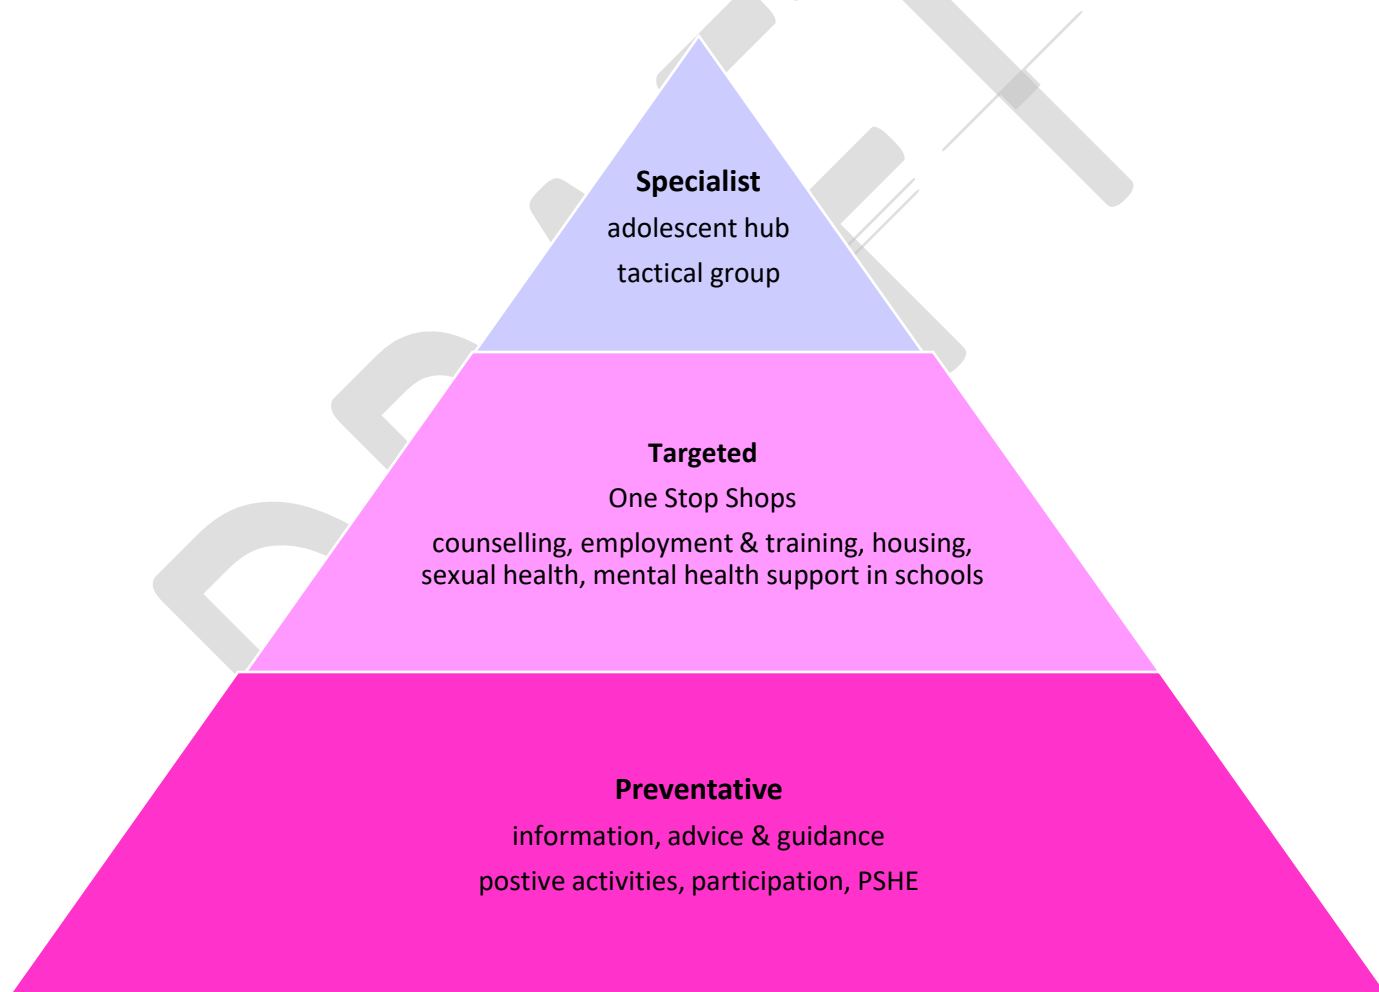 Specialist
adolescent hub
tactical group
Targeted
One Stop Shops
counselling, employment & training, housing,
sexual health, mental health support in schools
Preventative
information, advice & guidance
postive activities, participation, PSHE